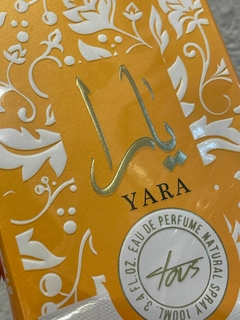 يارا
YARA
EAU DE PERFUME NATURAL SPRAY 100ML. 3.4 FL.OZ.
Tous